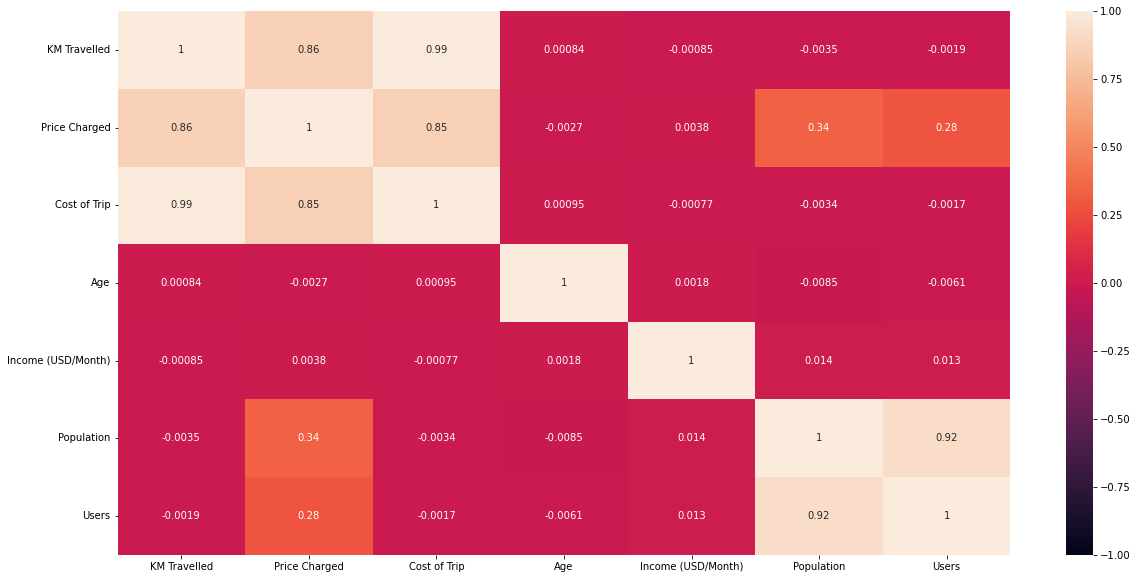 KM Travelled 1 0.86 0.99 0.00084 -0.00085 -0.0035 -0.0019
Price Charged 0.86 1 0.85 -0.0027 0.0038 0.34 0.28
Cost of Trip 0.99 0.85 1 0.00095 -0.00077 -0.0034 -0.0017
Age 0.00084 -0.0027 0.00095 1 0.0018 -0.0085 -0.0061
Income (USD/Month) -0.00085 0.0038 -0.00077 0.0018 1 0.014 0.013
Population -0.0035 0.34 -0.0034 -0.0085 0.014 1 0.92
Users -0.0019 0.28 -0.0017 -0.0061 0.013 0.92 1
KM Travelled Price Charged Cost of Trip Age Income (USD/Month) Population Users
1.00
0.75
0.50
0.25
0.00
−0.25
−0.50
−0.75
−1.00